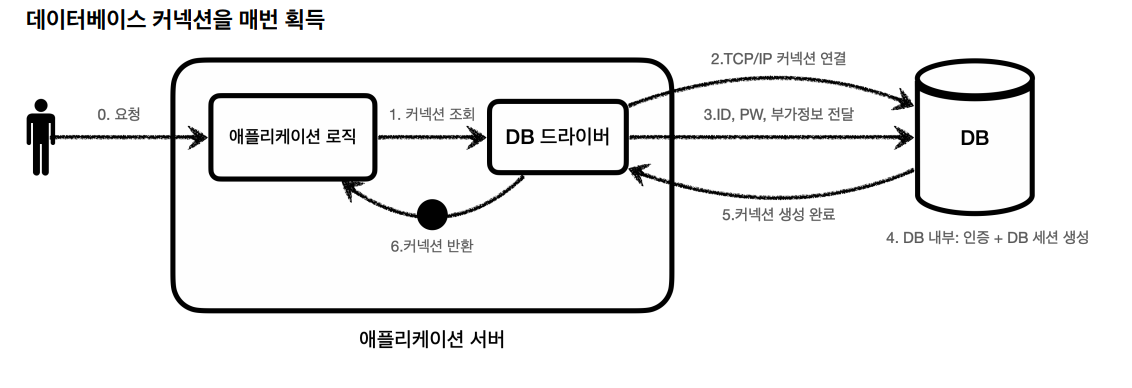 데이터베이스 커넥션을 매번 획득
2.TCP/IP 커넥션 연결
0. 요청
1. 커넥션 조회
3.ID, PW, 부가정보 전달
애플리케이션 로직
DB 드라이버
DB
5.커넥션 생성 완료
6.커넥션 반환
4. DB 내부: 인증 + DB 세션 생성
애플리케이션 서버